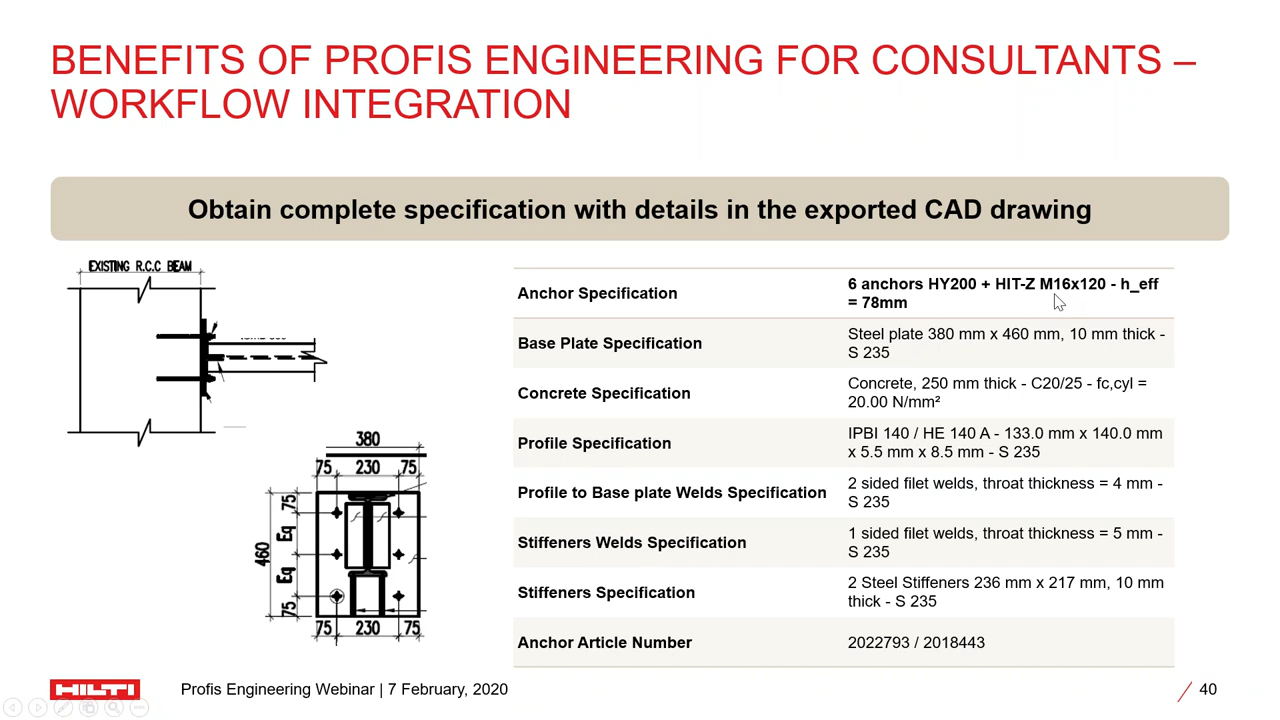 BENEFITS OF PROFIS ENGINEERING FOR CONSULTANTS –
WORKFLOW INTEGRATION
Obtain complete specification with details in the exported CAD drawing
EXISTING R.C.C BEAM
380
75 230 75
75
Eq
460
Eq
75
75 230 75
Anchor Specification
6 anchors HY200 + HIT-Z M16x120 - h_eff
= 78mm
Base Plate Specification
Steel plate 380 mm x 460 mm, 10 mm thick -
S 235
Concrete Specification
Concrete, 250 mm thick - C20/25 - fc,cyl =
20.00 N/mm²
Profile Specification
IPBI 140 / HE 140 A - 133.0 mm x 140.0 mm
x 5.5 mm x 8.5 mm - S 235
Profile to Base plate Welds Specification
2 sided filet welds, throat thickness = 4 mm -
S 235
Stiffeners Welds Specification
1 sided filet welds, throat thickness = 5 mm -
S 235
Stiffeners Specification
2 Steel Stiffeners 236 mm x 217 mm, 10 mm
thick - S 235
Anchor Article Number
2022793 / 2018443
HILTI
Profis Engineering Webinar | 7 February, 2020
40